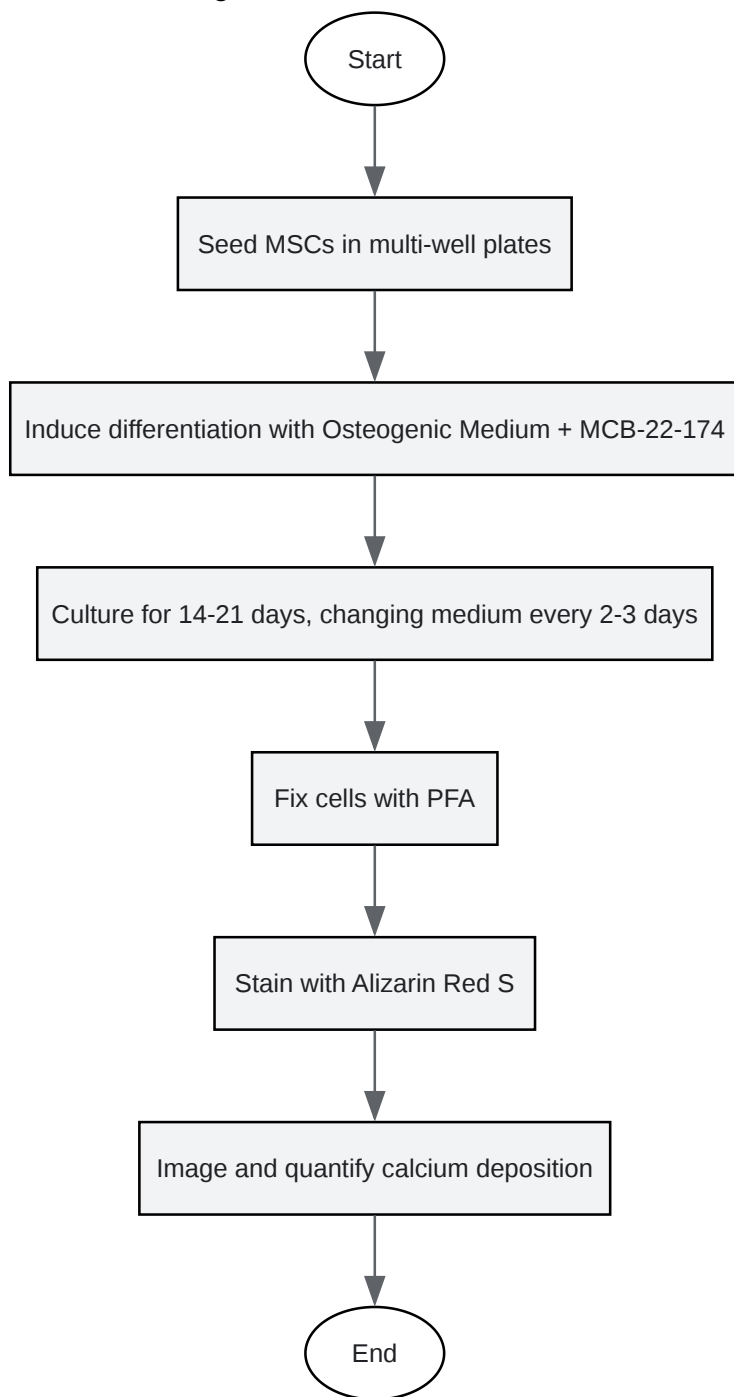 Start
Seed MSCs in multi-well plates
Induce differentiation with Osteogenic Medium + MCB-22-174
Culture for 14-21 days, changing medium every 2-3 days
Fix cells with PFA
Stain with Alizarin Red S
Image and quantify calcium deposition
End